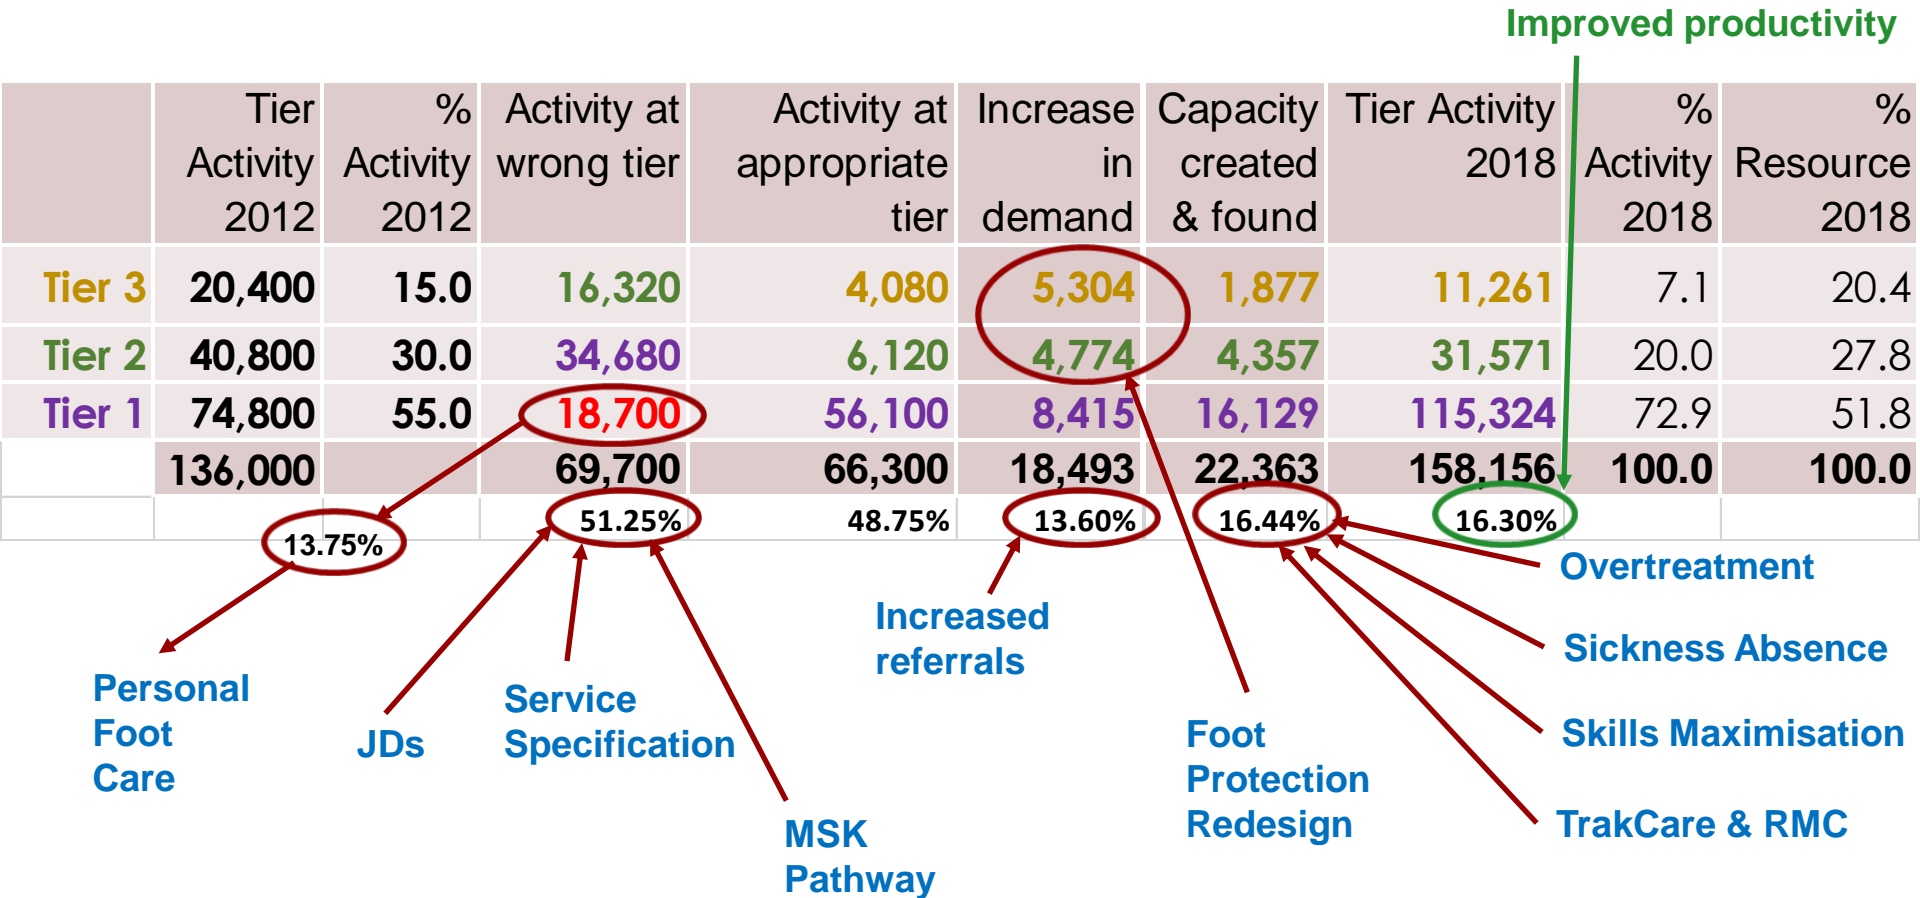 Improved productivity
Tier Activity 2012
% Activity 2012
Activity at wrong tier
Activity at appropriate tier
Increase in demand
Capacity created & found
Tier Activity 2018
% Activity 2018
% Resource 2018
Tier 3 20,400 15.0 16,320 4,080 5,304 1,877 11,261 7.1 20.4
Tier 2 40,800 30.0 34,680 6,120 4,774 4,357 31,571 20.0 27.8
Tier 1 74,800 55.0 18,700 56,100 8,415 16,129 115,324 72.9 51.8
136,000 69,700 66,300 18,493 22,363 158,156 100.0 100.0
13.75% 51.25% 48.75% 13.60% 16.44% 16.30%
Personal
Foot
Care
JDs
Service
Specification
MSK
Pathway
Increased
referrals
Foot
Protection
Redesign
Overtreatment
Sickness Absence
Skills Maximisation
TrakCare & RMC